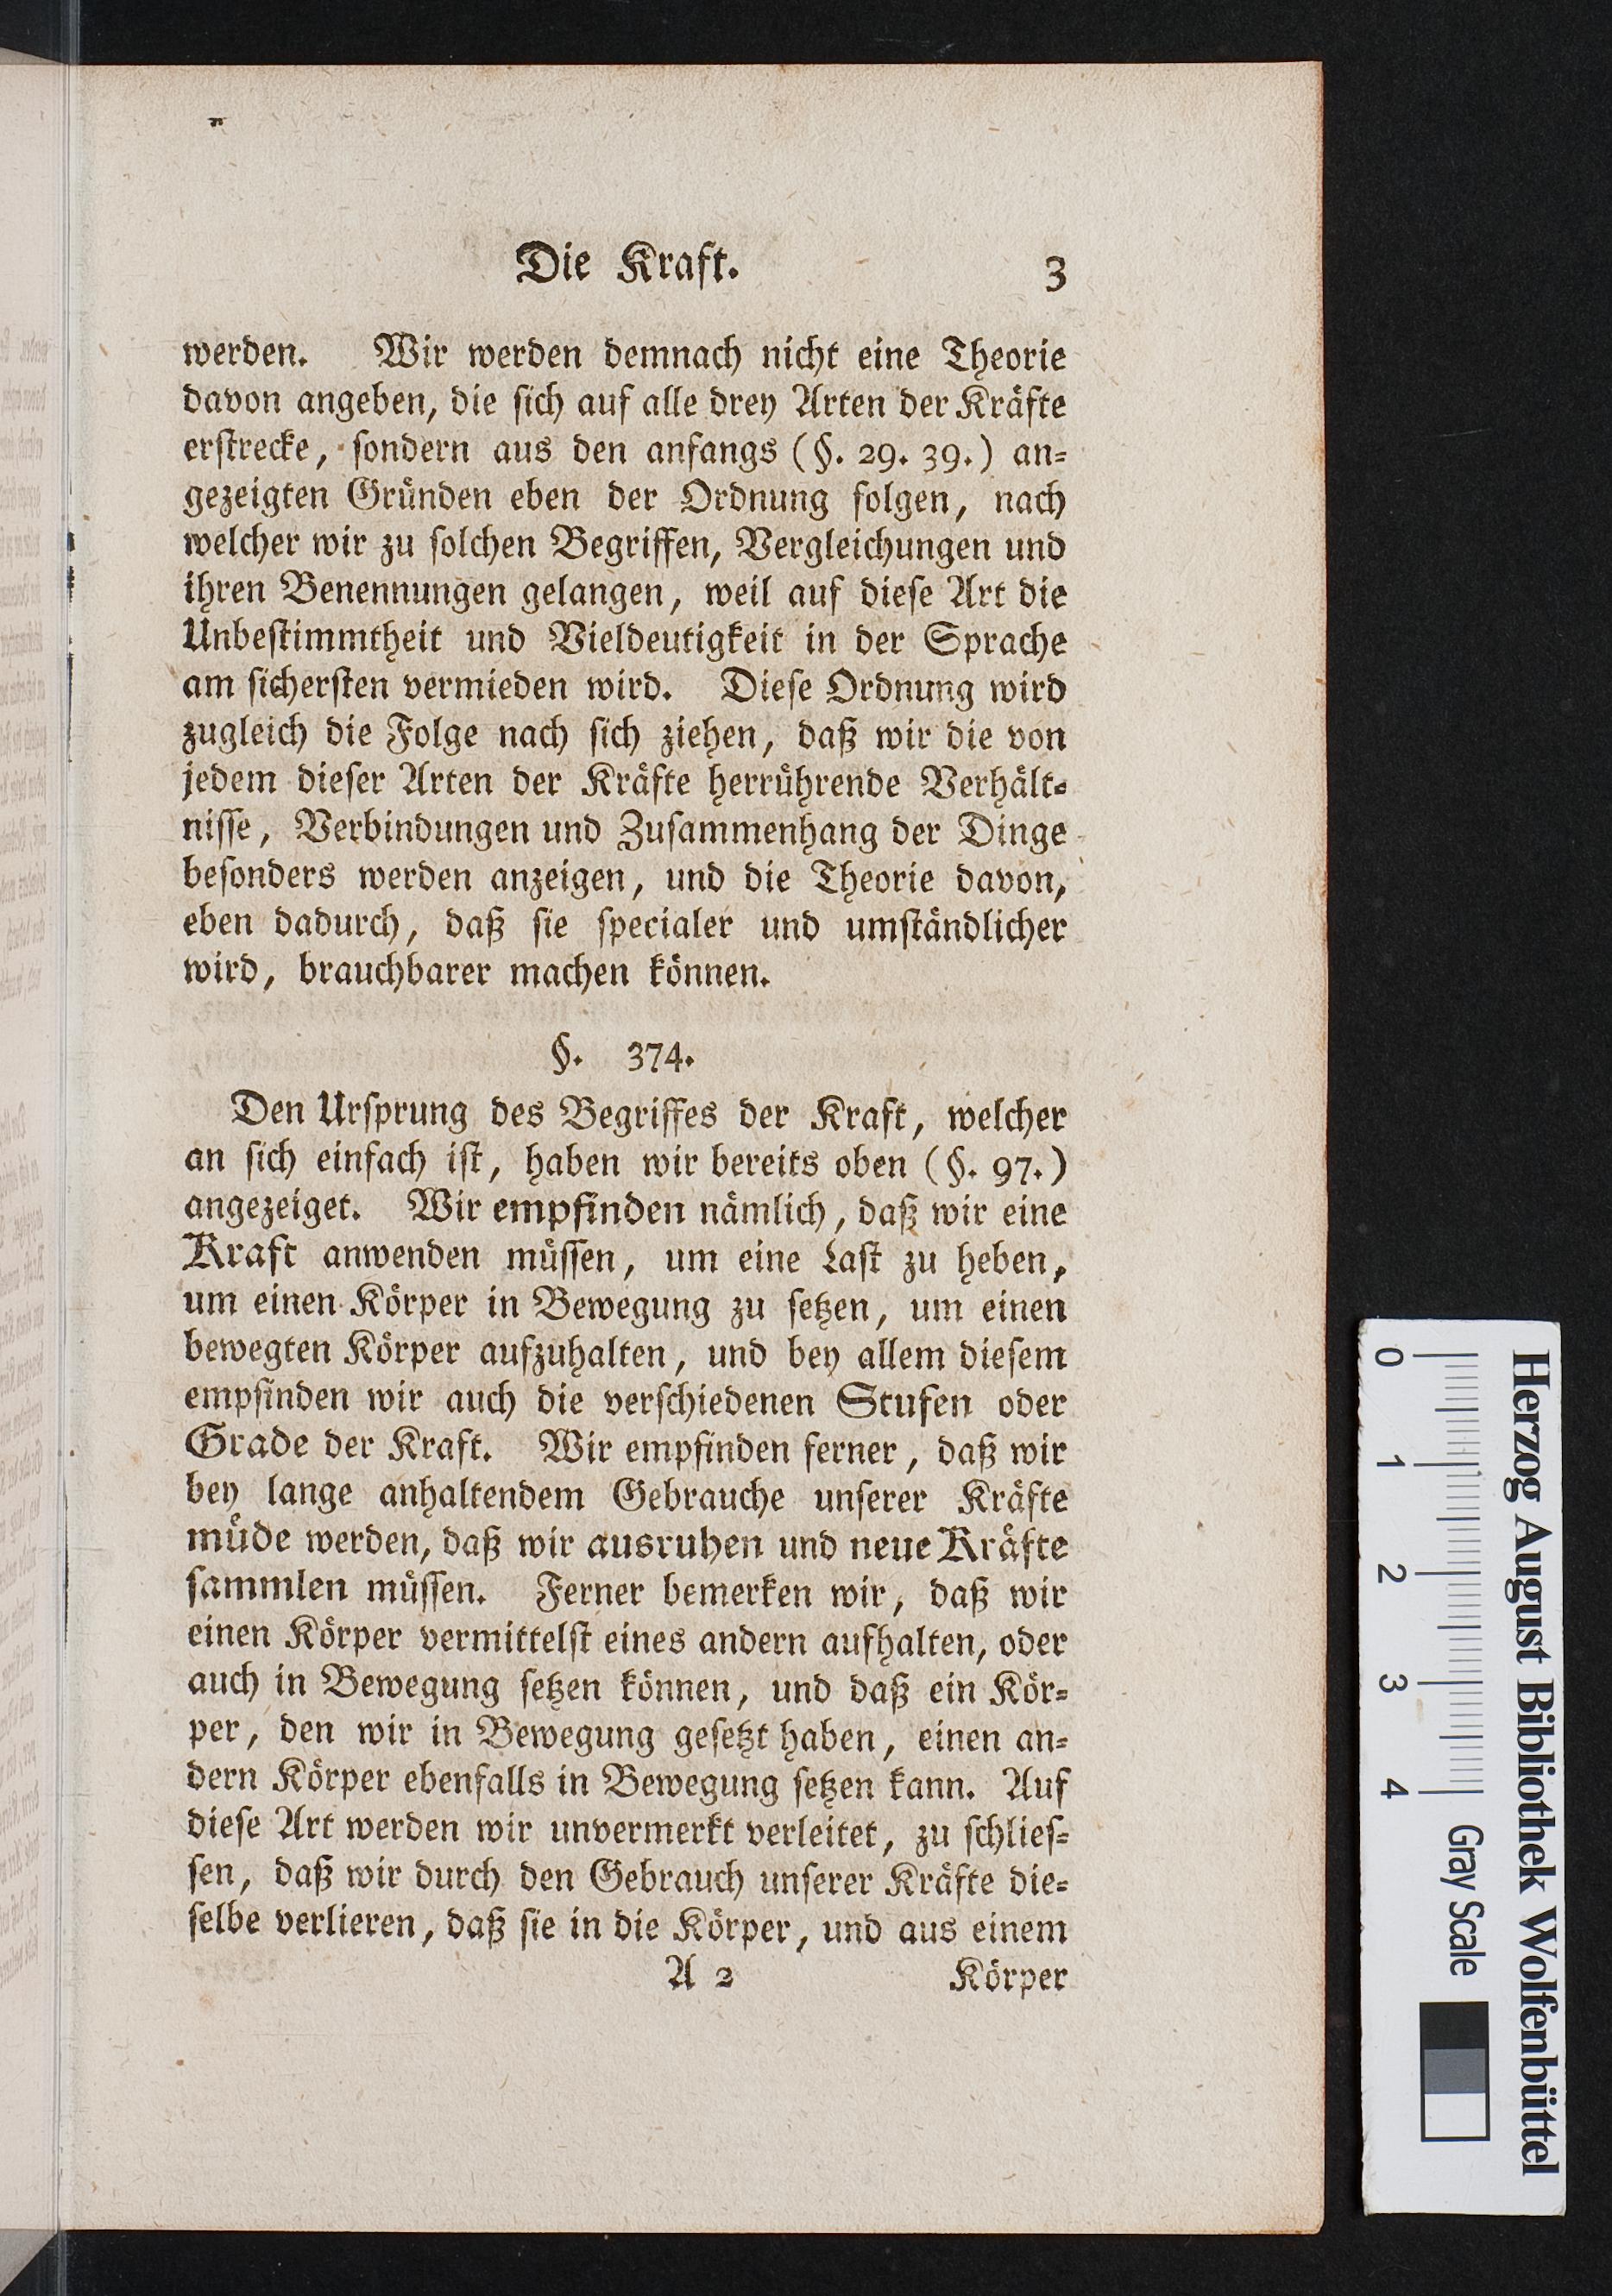 Die Kraft. 3
werden. Wir werden demnach nicht eine Theorie
davon angeben, die ſich auf alle drey Arten der Kräfte
erſtrecke, ſondern aus den anfangs (§. 29. 39.) an=
gezeigten Gründen eben der Ordnung folgen, nach
welcher wir zu ſolchen Begriffen, Vergleichungen und
ihren Benennungen gelangen, weil auf dieſe Art die
Unbeſtimmtheit und Vieldeutigkeit in der Sprache
am ſicherſten vermieden wird. Dieſe Ordnung wird
zugleich die Folge nach ſich ziehen, daß wir die von
jedem dieſer Arten der Kräfte herrührende Verhält=
niſſe, Verbindungen und Zuſammenhang der Dinge
beſonders werden anzeigen, und die Theorie davon,
eben dadurch, daß ſie ſpecialer und umſtändlicher
wird, brauchbarer machen können.
§. 374.
Den Urſprung des Begriffes der Kraft, welcher
an ſich einfach iſt, haben wir bereits oben (§. 97.)
angezeiget. Wir empfinden nämlich, daß wir eine
Kraft anwenden müſſen, um eine Laſt zu heben,
um einen Körper in Bewegung zu ſetzen, um einen
bewegten Körper aufzuhalten, und bey allem dieſem
empfinden wir auch die verſchiedenen Stufen oder
Grade der Kraft. Wir empfinden ferner, daß wir
bey lange anhaltendem Gebrauche unſerer Kräfte
müde werden, daß wir ausruhen und neue Kräfte
ſammlen müſſen. Ferner bemerken wir, daß wir
einen Körper vermittelſt eines andern aufhalten, oder
auch in Bewegung ſetzen können, und daß ein Kör=
per, den wir in Bewegung geſetzt haben, einen an=
dern Körper ebenfalls in Bewegung ſetzen kann. Auf
dieſe Art werden wir unvermerkt verleitet, zu ſchlieſ=
ſen, daß wir durch den Gebrauch unſerer Kräfte die=
ſelbe verlieren, daß ſie in die Körper, und aus einem
A 2 Körper
Herzog August Bibliothek Wolfenbüttel
0 1 2 3 4 Gray Scale